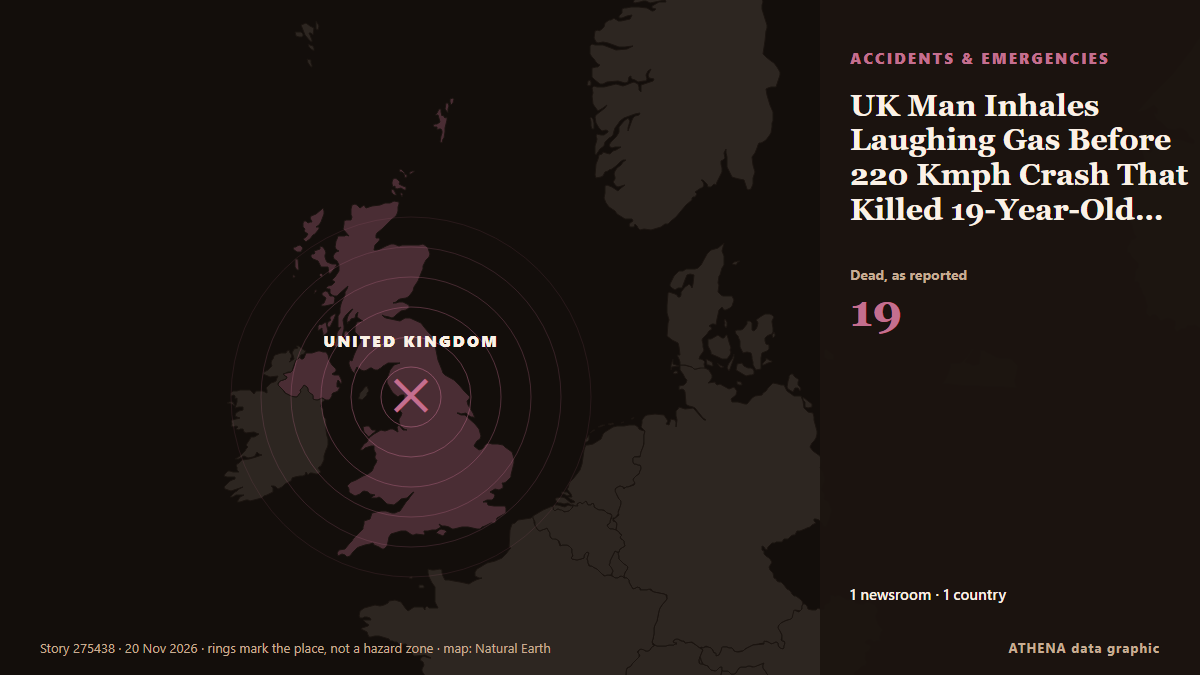 ACCIDENTS & EMERGENCIES
UK Man Inhales
Laughing Gas Before
220 Kmph Crash That
Killed 19-Year-Old...
Dead, as reported
19
UNITED KINGDOM
1 newsroom · 1 country
Story 275438 · 20 Nov 2026 · rings mark the place, not a hazard zone · map: Natural Earth
ATHENA data graphic